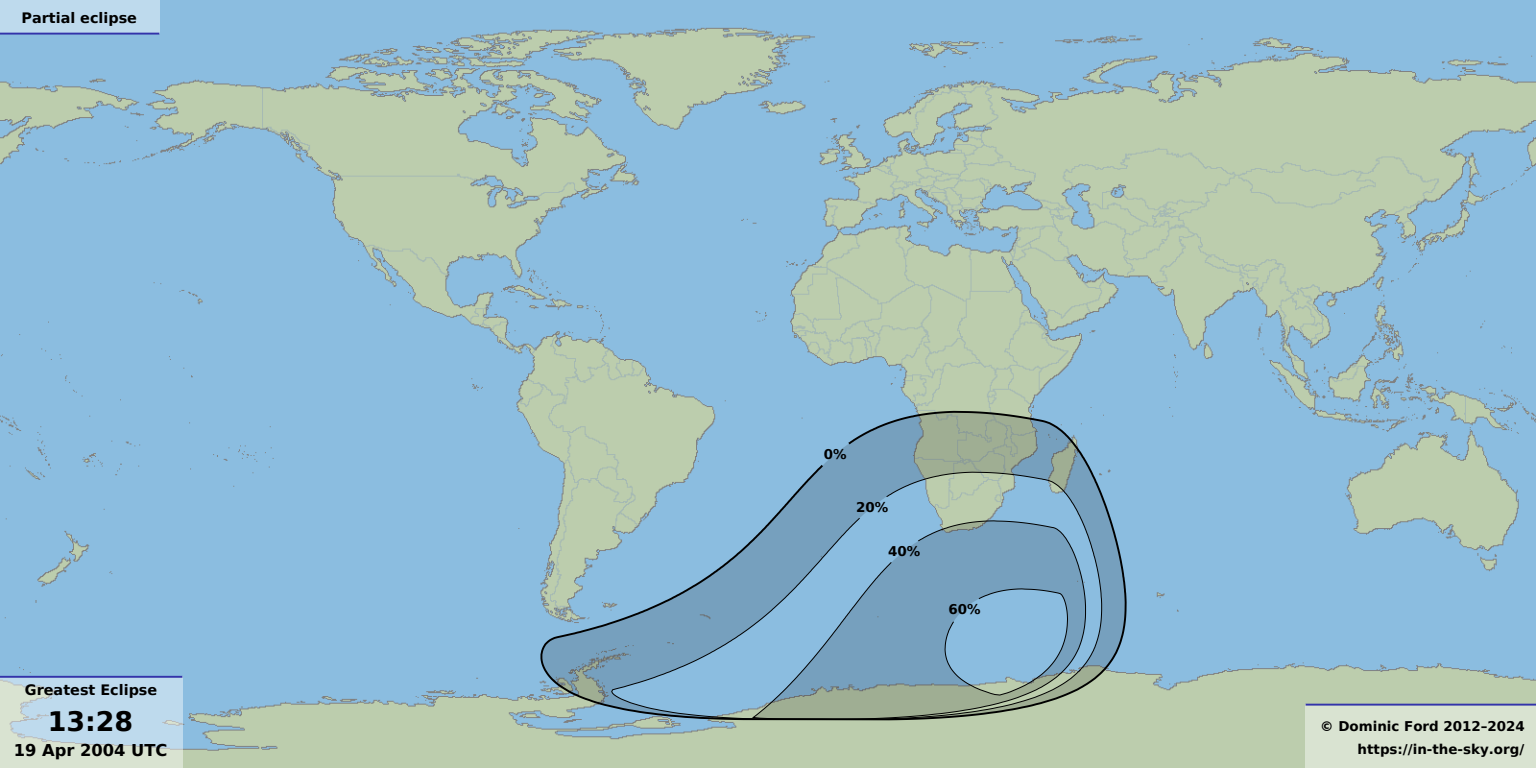 Partial eclipse
0%
20%
40%
60%
Greatest Eclipse
13:28
19 Apr 2004 UTC
© Dominic Ford 2012–2024
https://in-the-sky.org/